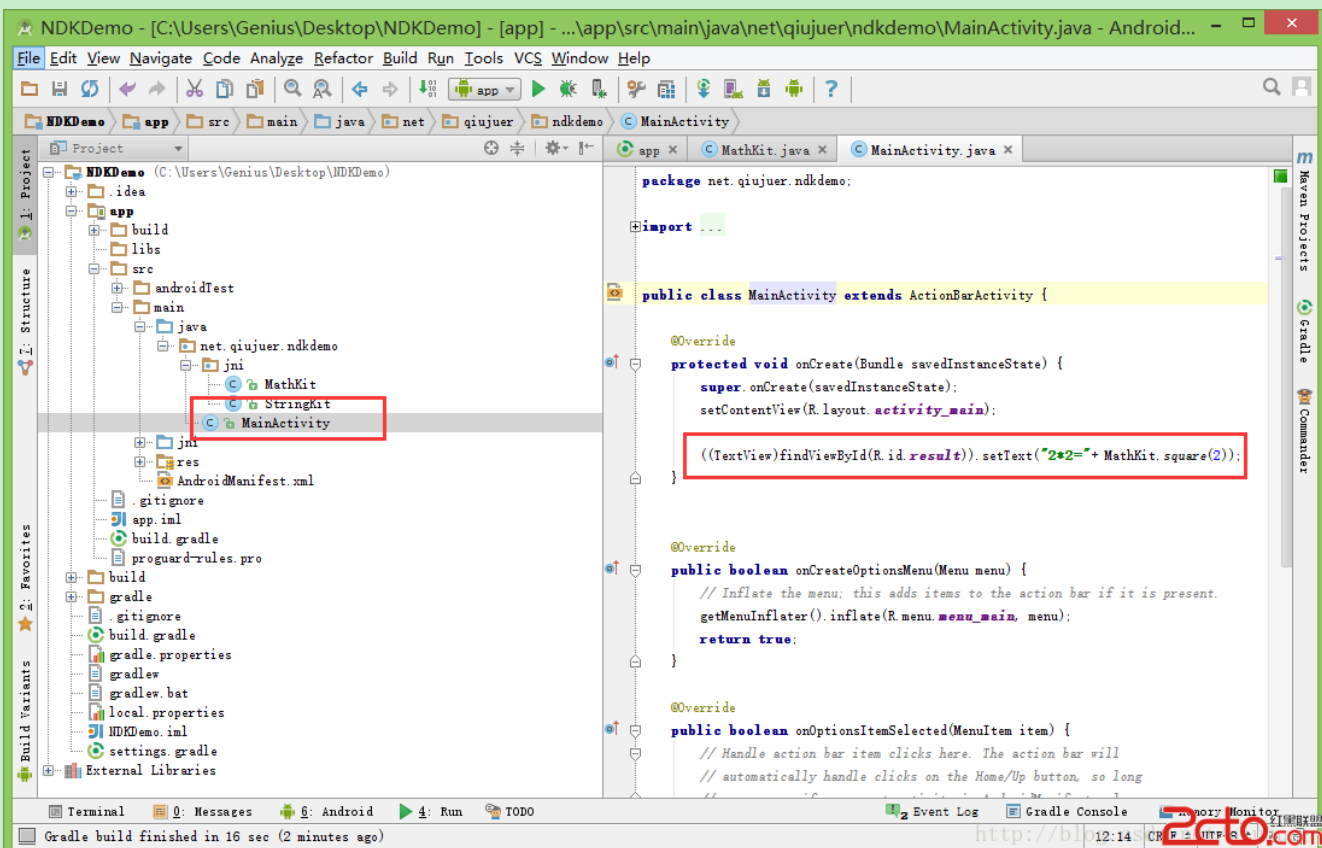 NDKDemo - [C:\Users\Genius\Desktop\NDKDemo] - [app] - ...\app\src\main\java\net\qiujuer\ndkdemo\MainActivity.java - Android...
File Edit View Navigate Code Analyze Refactor Build Run Tools VCS Window Help
app
NDKDemo app src main java net qiujuer ndkdemo MainActivity
Project
app MathKit.java MainActivity.java
1: Project
7: Structure
2: Favorites
Build Variants
NDKDemo (C:\Users\Genius\Desktop\NDKDemo)
.idea
app
build
libs
src
androidTest
main
java
net.qiujuer.ndkdemo
jni
MathKit
StringKit
MainActivity
jni
res
AndroidManifest.xml
.gitignore
app.iml
build.gradle
proguard-rules.pro
build
gradle
.gitignore
build.gradle
gradle.properties
gradlew
gradlew.bat
local.properties
NDKDemo.iml
settings.gradle
External Libraries
package net.qiujuer.ndkdemo;
import ...
public class MainActivity extends ActionBarActivity {
@Override
protected void onCreate(Bundle savedInstanceState) {
super.onCreate(savedInstanceState);
setContentView(R.layout.activity_main);
((TextView)findViewById(R.id.result)).setText("2*2="+ MathKit.square(2));
}
@Override
public boolean onCreateOptionsMenu(Menu menu) {
// Inflate the menu; this adds items to the action bar if it is present.
getMenuInflater().inflate(R.menu.menu_main, menu);
return true;
}
@Override
public boolean onOptionsItemSelected(MenuItem item) {
// Handle action bar item clicks here. The action bar will
// automatically handle clicks on the Home/Up button, so long
Maven Projects
Gradle
Commander
Terminal 0: Messages 6: Android 4: Run TODO 2 Event Log Gradle Console Memory Monitor
Gradle build finished in 16 sec (2 minutes ago)
12:14
2cto.com
红黑联盟